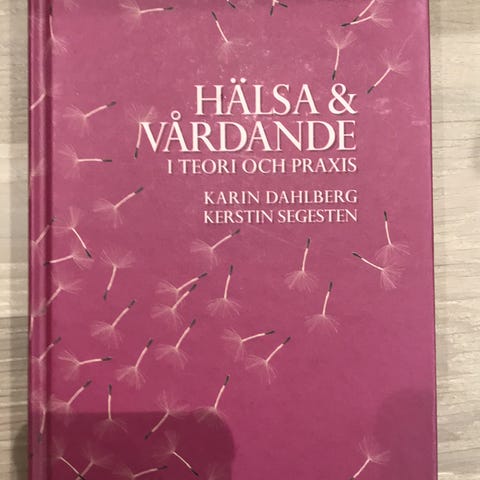 HÄLSA &
VÅRDANDE
I TEORI OCH PRAXIS
KARIN DAHLBERG
KERSTIN SEGESTEN